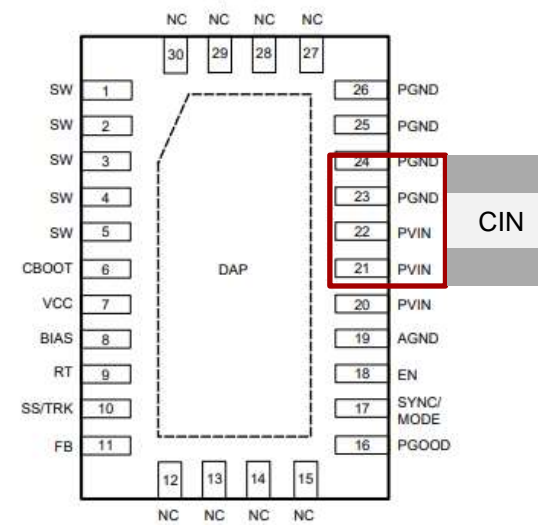 NC NC NC NC
30 29 28 27
SW 1 26 PGND
SW 2 25 PGND
SW 3 24 PGND
SW 4 23 PGND
CIN
SW 5 22 PVIN
CBOOT 6 DAP 21 PVIN
VCC 7 20 PVIN
BIAS 8 19 AGND
RT 9 18 EN
SS/TRK 10 17 SYNC/
MODE
FB 11 16 PGOOD
12 13 14 15
NC NC NC NC